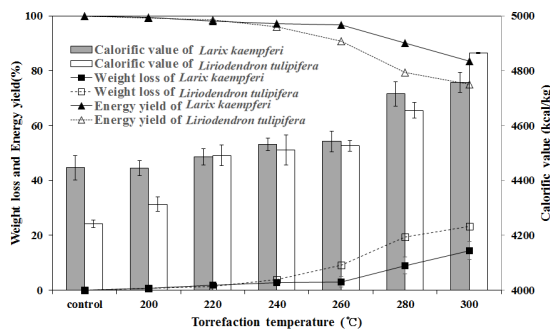 100
80
60
40
20
0
Weight loss and Energy yield(%)
Calorific value of Larix kaempferi
Calorific value of Liriodendron tulipifera
Weight loss of Larix kaempferi
Weight loss of Liriodendron tulipifera
Energy yield of Larix kaempferi
Energy yield of Liriodendron tulipifera
5000
4800
4600
4400
4200
4000
Calorific value (kcal/kg)
control 200 220 240 260 280 300
Torrefaction temperature (℃)